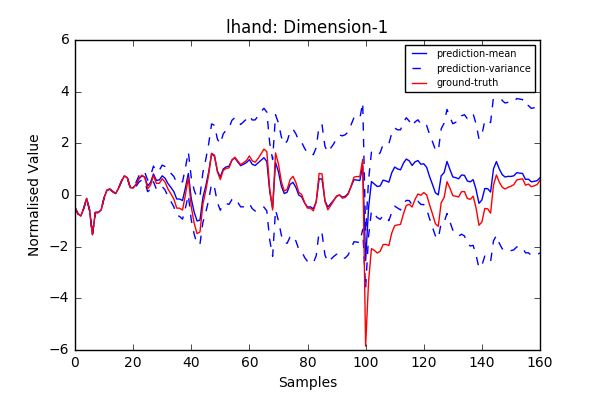 lhand: Dimension-1
prediction-mean
prediction-variance
ground-truth
Normalised Value
6
4
2
0
−2
−4
−6
0 20 40 60 80 100 120 140 160
Samples